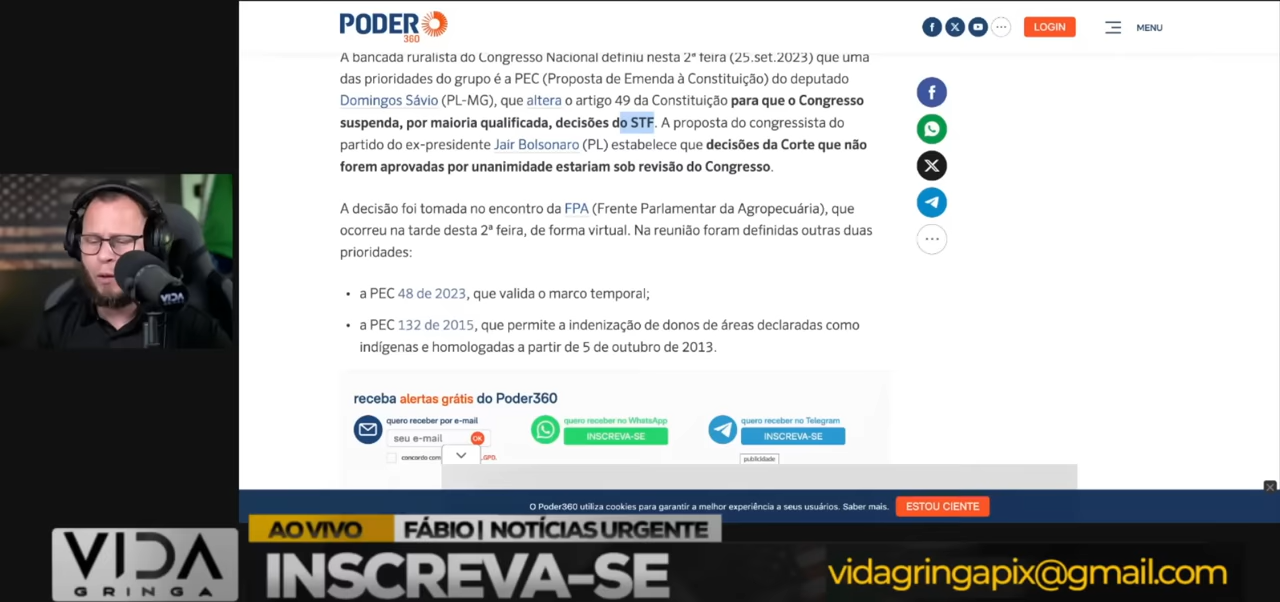 PODER
360
LOGIN
MENU
A bancada ruralista do Congresso Nacional definiu nesta 2ª feira (25.set.2023) que uma
das prioridades do grupo é a PEC (Proposta de Emenda à Constituição) do deputado
Domingos Sávio (PL-MG), que altera o artigo 49 da Constituição para que o Congresso
suspenda, por maioria qualificada, decisões do STF. A proposta do congressista do
partido do ex-presidente Jair Bolsonaro (PL) estabelece que decisões da Corte que não
forem aprovadas por unanimidade estariam sob revisão do Congresso.
A decisão foi tomada no encontro da FPA (Frente Parlamentar da Agropecuária), que
ocorreu na tarde desta 2ª feira, de forma virtual. Na reunião foram definidas outras duas
prioridades:
• a PEC 48 de 2023, que valida o marco temporal;
• a PEC 132 de 2015, que permite a indenização de donos de áreas declaradas como
indígenas e homologadas a partir de 5 de outubro de 2013.
receba alertas grátis do Poder360
quero receber por e-mail
seu e-mail
OK
concordo com
LGPD.
quero receber no WhatsApp
INSCREVA-SE
quero receber no Telegram
INSCREVA-SE
publicidade
O Poder360 utiliza cookies para garantir a melhor experiência a seus usuários. Saber mais.
ESTOU CIENTE
VIDA
VIDA
GRINGA
AO VIVO
FÁBIO | NOTÍCIAS URGENTE
INSCREVA-SE
vidagringapix@gmail.com